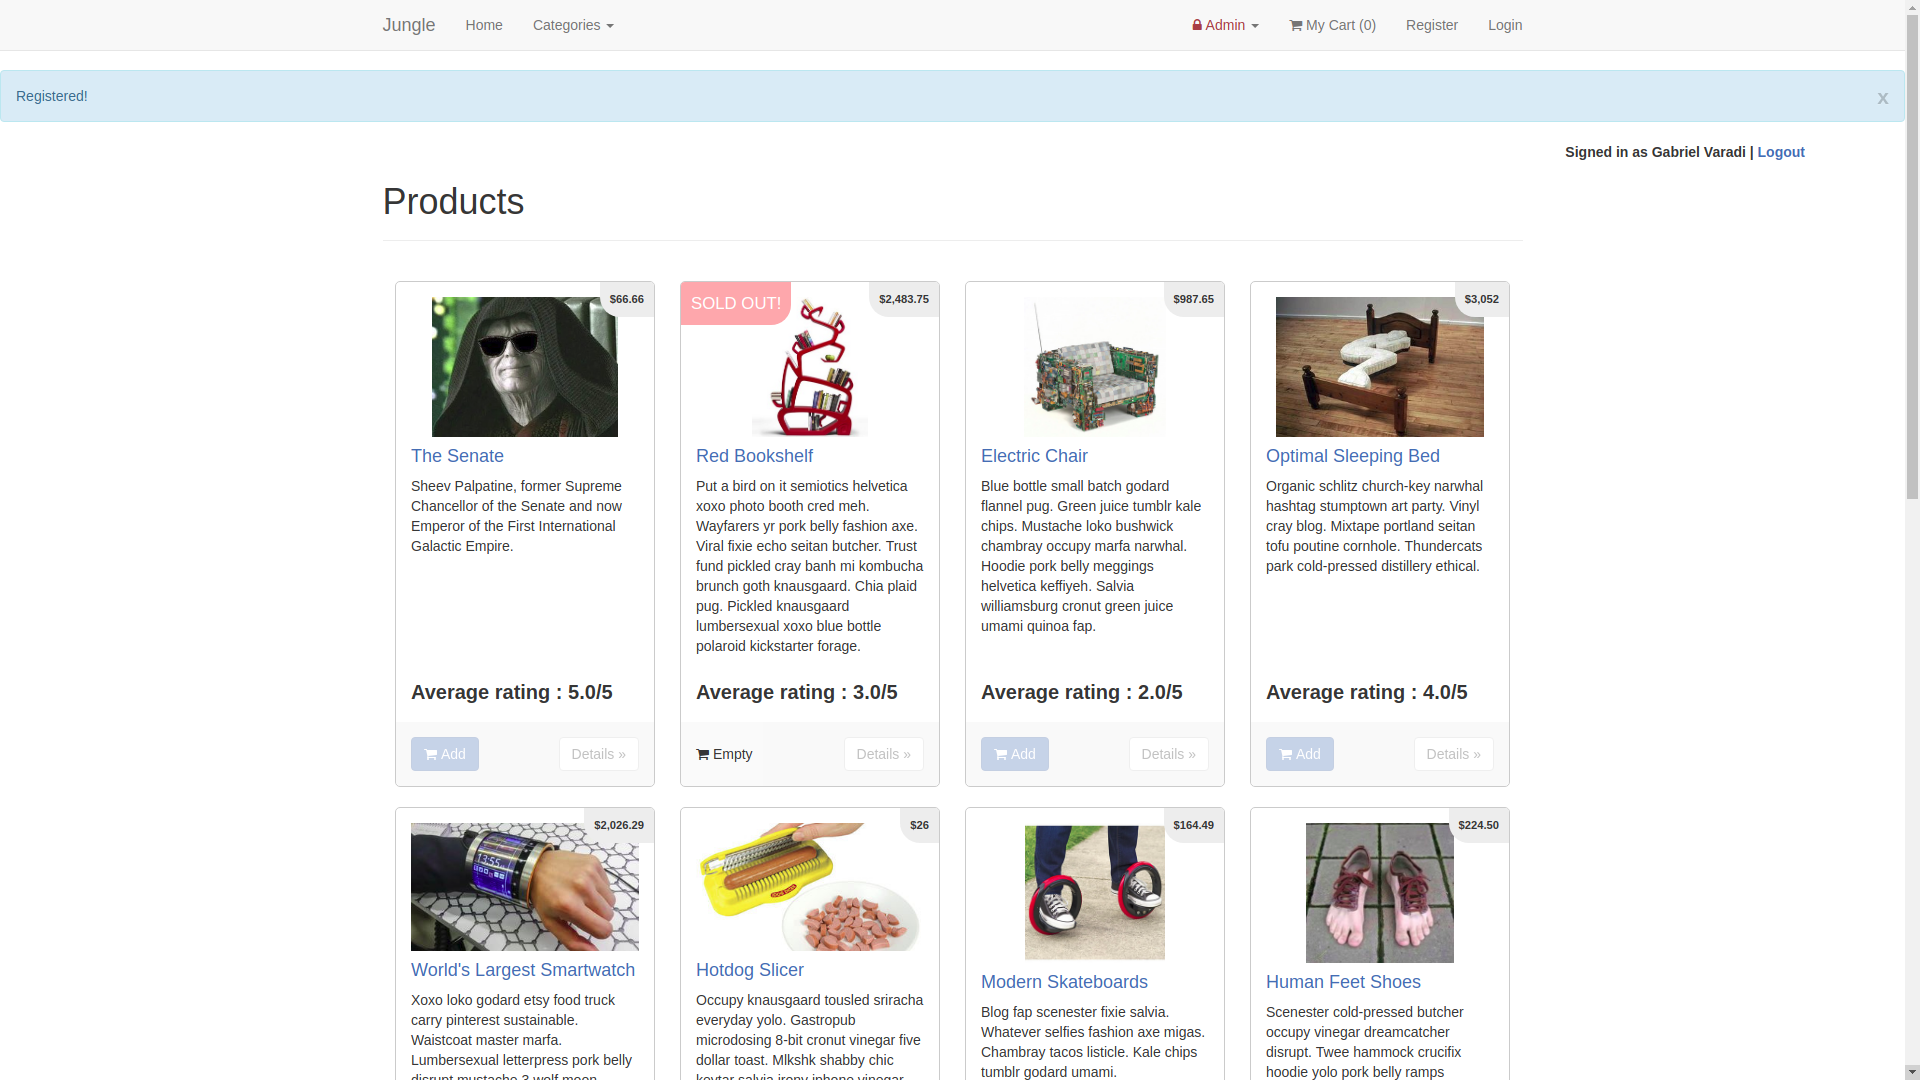 Jungle Home Categories Admin My Cart (0) Register Login
Registered!
x
Signed in as Gabriel Varadi | Logout
Products
$66.66
The Senate
Sheev Palpatine, former Supreme
Chancellor of the Senate and now
Emperor of the First International
Galactic Empire.
Average rating : 5.0/5
Add Details »
SOLD OUT!
$2,483.75
Red Bookshelf
Put a bird on it semiotics helvetica
xoxo photo booth cred meh.
Wayfarers yr pork belly fashion axe.
Viral fixie echo seitan butcher. Trust
fund pickled cray banh mi kombucha
brunch goth knausgaard. Chia plaid
pug. Pickled knausgaard
lumbersexual xoxo blue bottle
polaroid kickstarter forage.
Average rating : 3.0/5
Empty Details »
$987.65
Electric Chair
Blue bottle small batch godard
flannel pug. Green juice tumblr kale
chips. Mustache loko bushwick
chambray occupy marfa narwhal.
Hoodie pork belly meggings
helvetica keffiyeh. Salvia
williamsburg cronut green juice
umami quinoa fap.
Average rating : 2.0/5
Add Details »
$3,052
Optimal Sleeping Bed
Organic schlitz church-key narwhal
hashtag stumptown art party. Vinyl
cray blog. Mixtape portland seitan
tofu poutine cornhole. Thundercats
park cold-pressed distillery ethical.
Average rating : 4.0/5
Add Details »
$2,026.29
13:55
World's Largest Smartwatch
Xoxo loko godard etsy food truck
carry pinterest sustainable.
Waistcoat master marfa.
Lumbersexual letterpress pork belly
disrupt mustache 3 wolf moon
$26
Hotdog Slicer
Occupy knausgaard tousled sriracha
everyday yolo. Gastropub
microdosing 8-bit cronut vinegar five
dollar toast. Mlkshk shabby chic
keytar salvia irony iphone vinegar
$164.49
Modern Skateboards
Blog fap scenester fixie salvia.
Whatever selfies fashion axe migas.
Chambray tacos listicle. Kale chips
tumblr godard umami.
$224.50
Human Feet Shoes
Scenester cold-pressed butcher
occupy vinegar dreamcatcher
disrupt. Twee hammock crucifix
hoodie yolo pork belly ramps